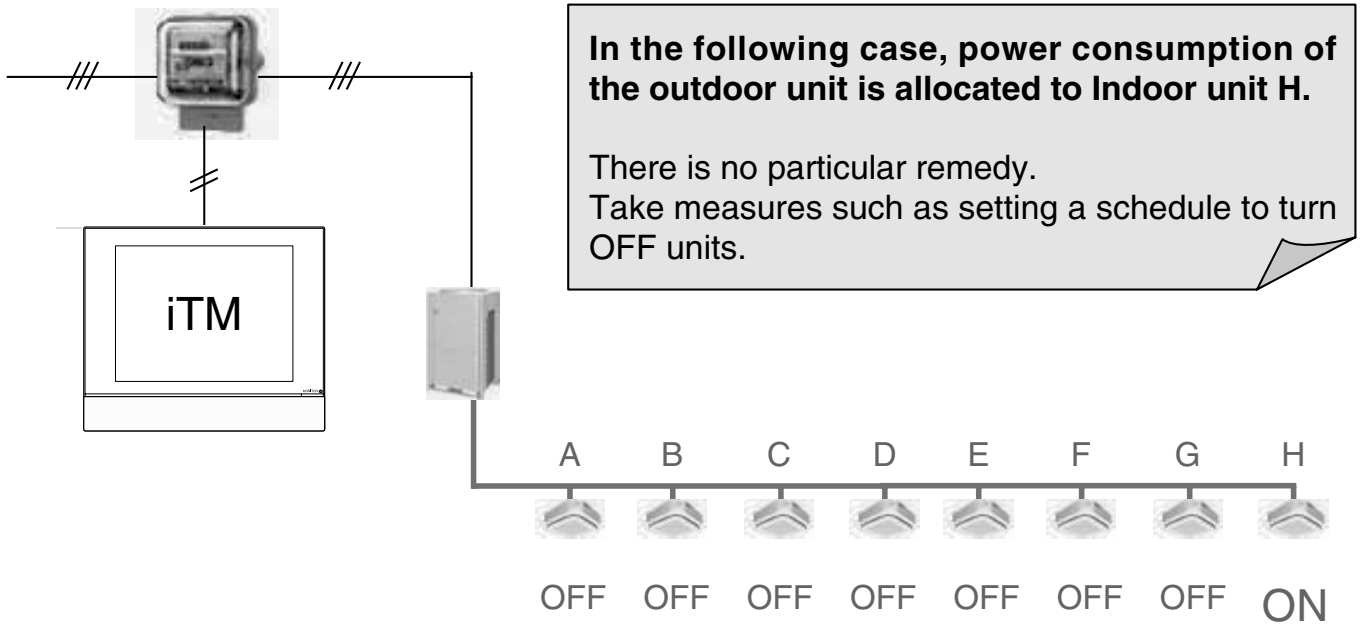 In the following case, power consumption of
the outdoor unit is allocated to Indoor unit H.
There is no particular remedy.
Take measures such as setting a schedule to turn
OFF units.
iTM
A B C D E F G H
OFF OFF OFF OFF OFF OFF OFF ON